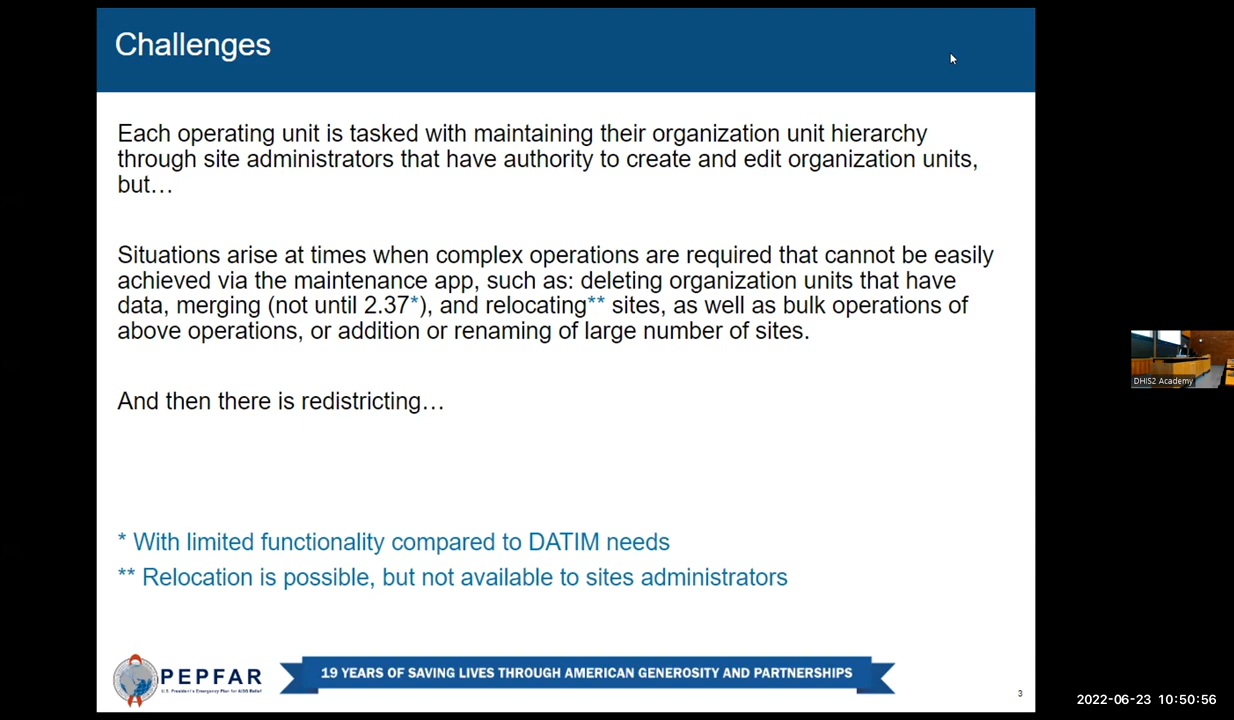 Challenges
Each operating unit is tasked with maintaining their organization unit hierarchy
through site administrators that have authority to create and edit organization units,
but…
Situations arise at times when complex operations are required that cannot be easily
achieved via the maintenance app, such as: deleting organization units that have
data, merging (not until 2.37*), and relocating** sites, as well as bulk operations of
above operations, or addition or renaming of large number of sites.
And then there is redistricting…
* With limited functionality compared to DATIM needs
** Relocation is possible, but not available to sites administrators
PEPFAR
U.S. President's Emergency Plan for AIDS Relief
19 YEARS OF SAVING LIVES THROUGH AMERICAN GENEROSITY AND PARTNERSHIPS
3
DHIS2 Academy
2022-06-23 10:50:56